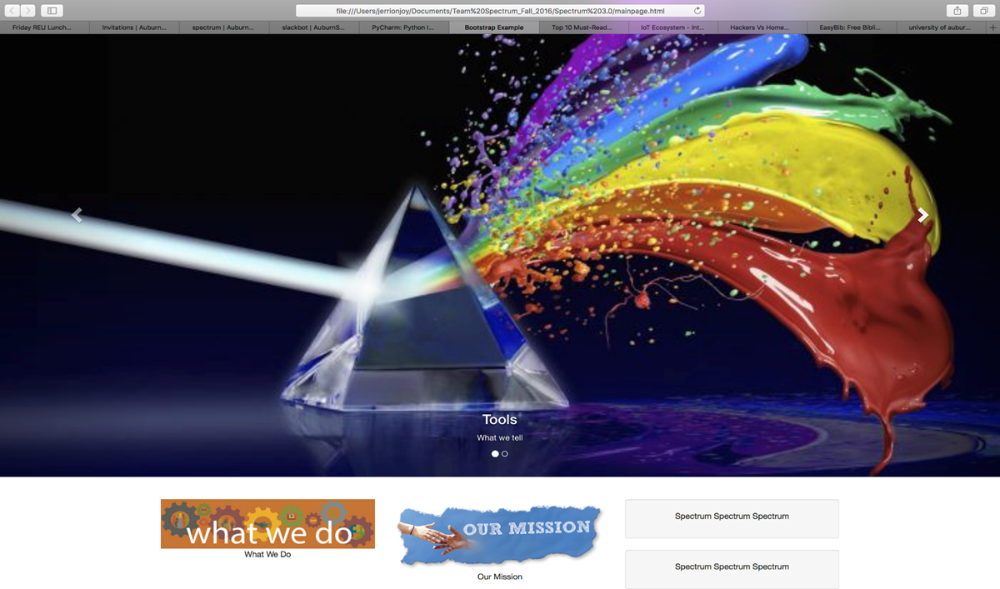 file:///Users/jerrionjoy/Documents/Team%20Spectrum_Fall_2016/Spectrum%203.0/mainpage.html
Friday REU Lunch... Invitations | Auburn... spectrum | Auburn... slackbot | AuburnS... PyCharm: Python I... Bootstrap Example Top 10 Must-Read... IoT Ecosystem - Int... Hackers Vs Home... EasyBib: Free Bibli... university of aubur...
Tools
What we tell
what we do
What We Do
OUR MISSION
Our Mission
Spectrum Spectrum Spectrum
Spectrum Spectrum Spectrum